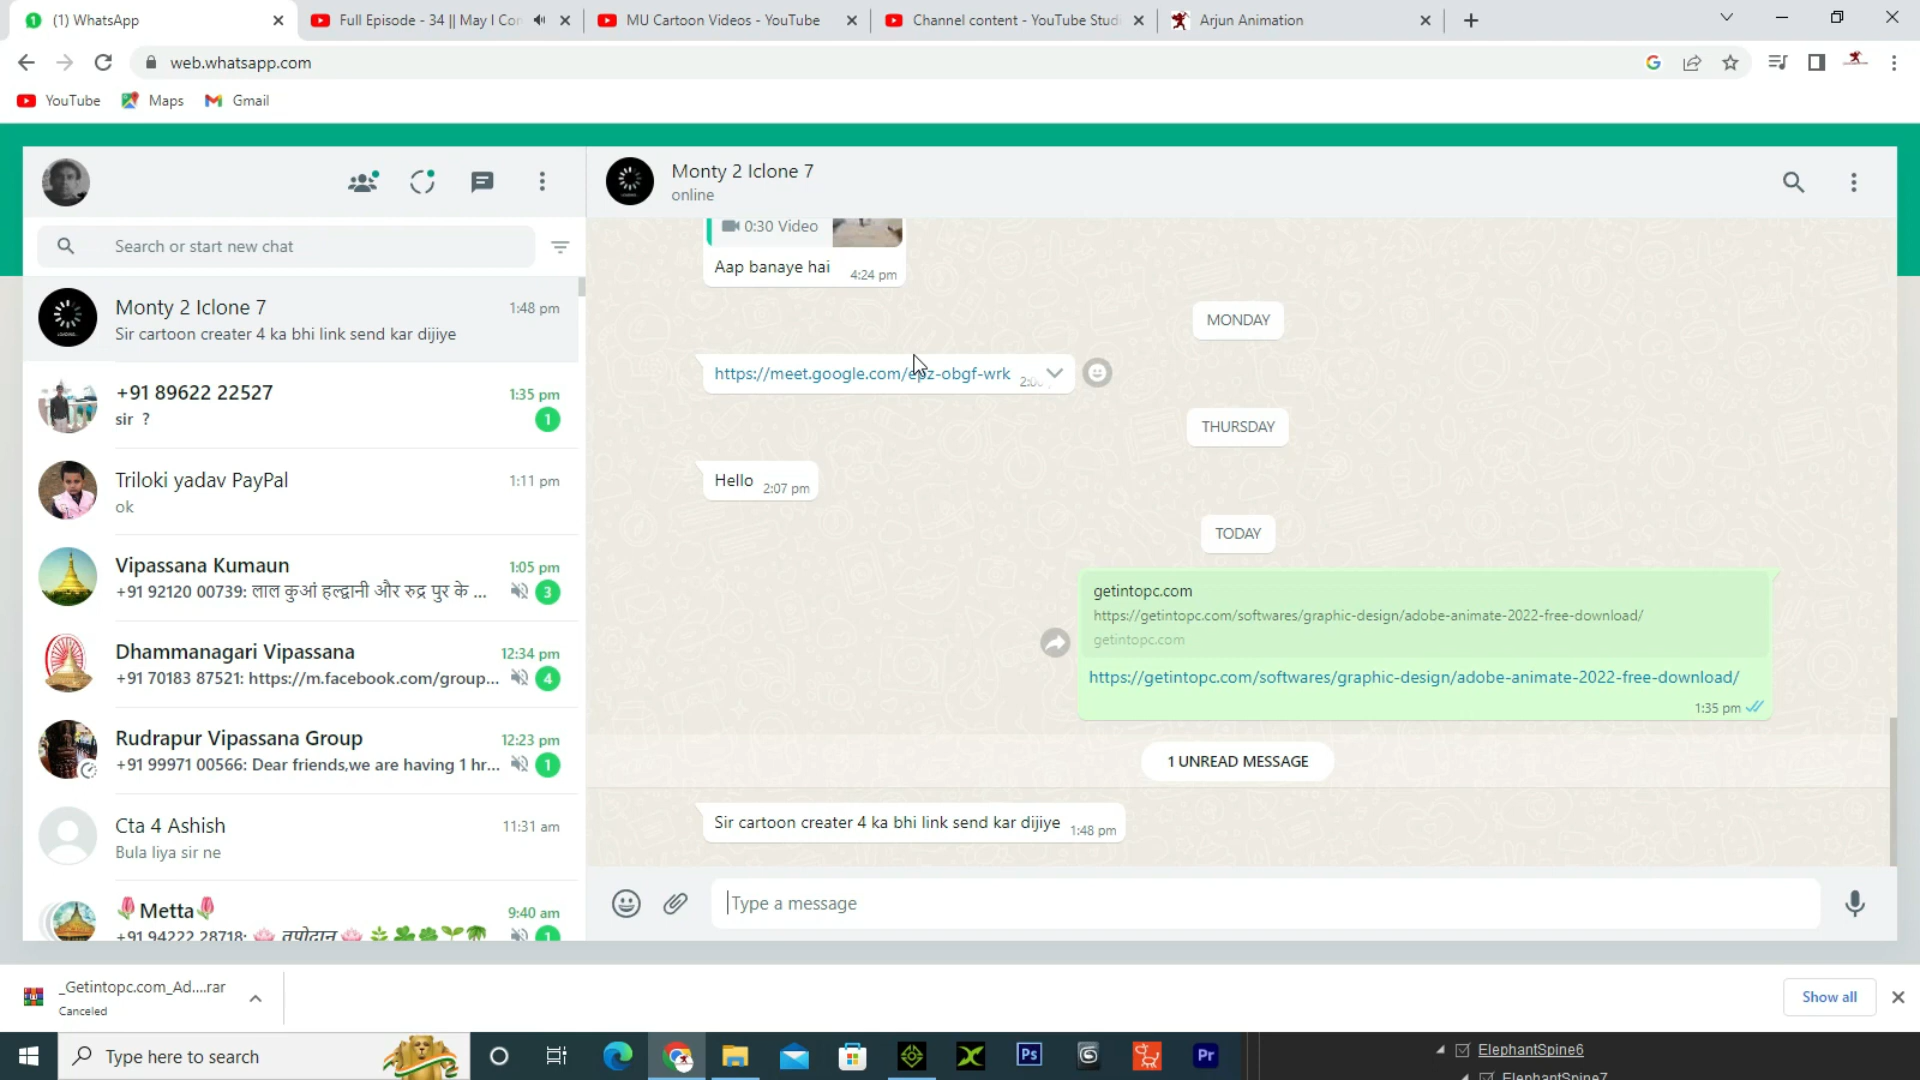 (1) WhatsApp
Full Episode - 34 || May I Con
MU Cartoon Videos - YouTube
Channel content - YouTube Studi
Arjun Animation
web.whatsapp.com
YouTube
Maps
Gmail
Monty 2 Iclone 7
online
Search or start new chat
Monty 2 Iclone 7
1:48 pm
Sir cartoon creater 4 ka bhi link send kar dijiye
+91 89622 22527
1:35 pm
sir ?
1
Triloki yadav PayPal
1:11 pm
ok
Vipassana Kumaun
1:05 pm
+91 92120 00739: लाल कुआं हल्द्वानी और रुद्र पुर के ...
3
Dhammanagari Vipassana
12:34 pm
+91 70183 87521: https://m.facebook.com/group...
4
Rudrapur Vipassana Group
12:23 pm
+91 99971 00566: Dear friends,we are having 1 hr...
1
Cta 4 Ashish
11:31 am
Bula liya sir ne
🌷Metta🌷
9:40 am
+91 94222 28718: 🪷 तपोदान 🪷
1
0:30 Video
Aap banaye hai
4:24 pm
MONDAY
https://meet.google.com/epz-obgf-wrk
THURSDAY
Hello
2:07 pm
TODAY
getintopc.com
https://getintopc.com/softwares/graphic-design/adobe-animate-2022-free-download/
getintopc.com
https://getintopc.com/softwares/graphic-design/adobe-animate-2022-free-download/
1:35 pm
1 UNREAD MESSAGE
Sir cartoon creater 4 ka bhi link send kar dijiye
1:48 pm
Type a message
_Getintopc.com_Ad....rar
Canceled
Show all
Type here to search
Ps
Pr
ElephantSpine6
ElephantSpine7